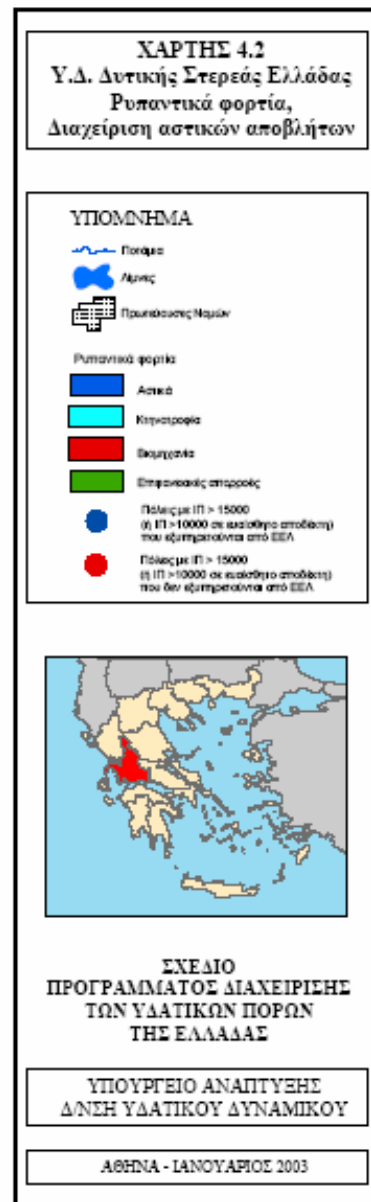 ΧΑΡΤΗΣ 4.2
Υ.Δ. Δυτικής Στερεάς Ελλάδας
Ρυπαντικά φορτία,
Διαχείριση αστικών αποβλήτων
ΥΠΟΜΝΗΜΑ
Ποτάμια
Λίμνες
Πρωτεύουσες Νομών
Ρυπαντικά φορτία
Αστικά
Κτηνοτροφία
Βιομηχανία
Επιφανειακές απορροές
Πόλεις με ΙΠ > 15000
(ή ΙΠ >10000 σε ευαίσθητο αποδέκτη)
που εξυπηρετούνται από ΕΕΛ
Πόλεις με ΙΠ > 15000
(ή ΙΠ >10000 σε ευαίσθητο αποδέκτη)
που δεν εξυπηρετούνται από ΕΕΛ
ΣΧΕΔΙΟ
ΠΡΟΓΡΑΜΜΑΤΟΣ ΔΙΑΧΕΙΡΙΣΗΣ
ΤΩΝ ΥΔΑΤΙΚΩΝ ΠΟΡΩΝ
ΤΗΣ ΕΛΛΑΔΑΣ
ΥΠΟΥΡΓΕΙΟ ΑΝΑΠΤΥΞΗΣ
Δ/ΝΣΗ ΥΔΑΤΙΚΟΥ ΔΥΝΑΜΙΚΟΥ
ΑΘΗΝΑ - ΙΑΝΟΥΑΡΙΟΣ 2003